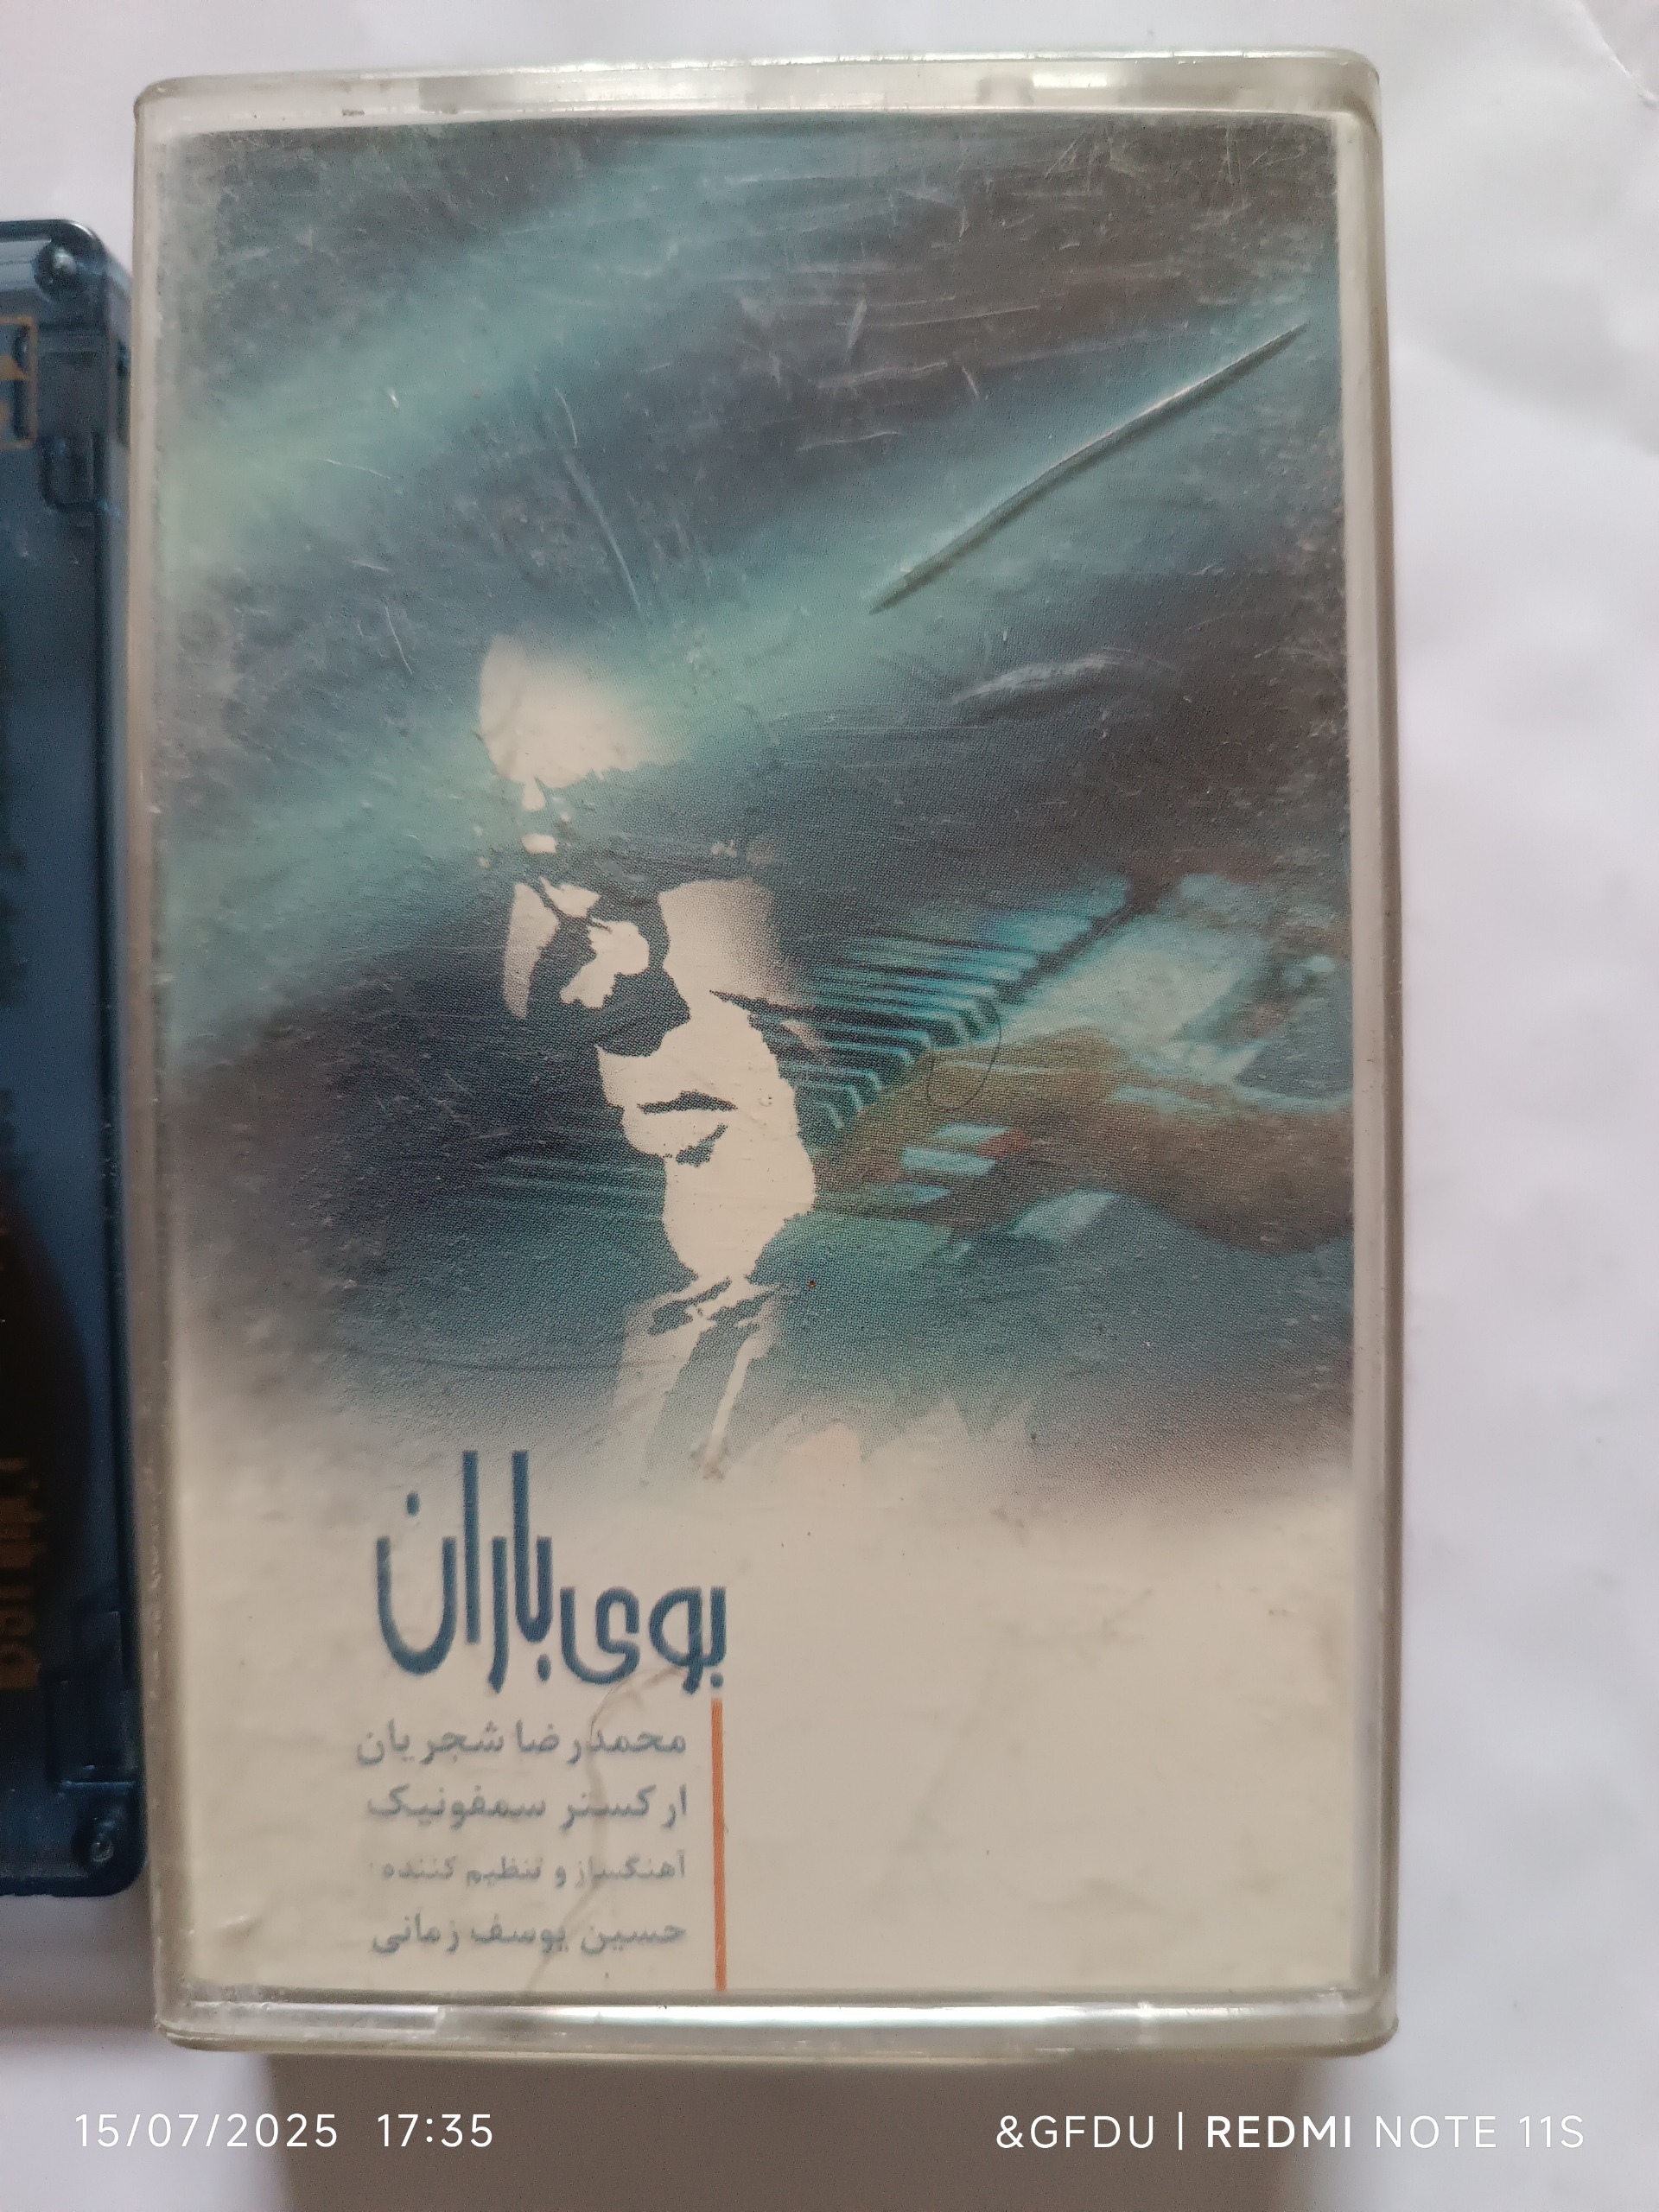 بوی باران
محمدرضا شجریان
ارکستر سمفونیک
آهنگساز و تنظیم کننده:
حسین یوسف زمانی
15/07/2025 17:35
&GFDU | REDMI NOTE 11S